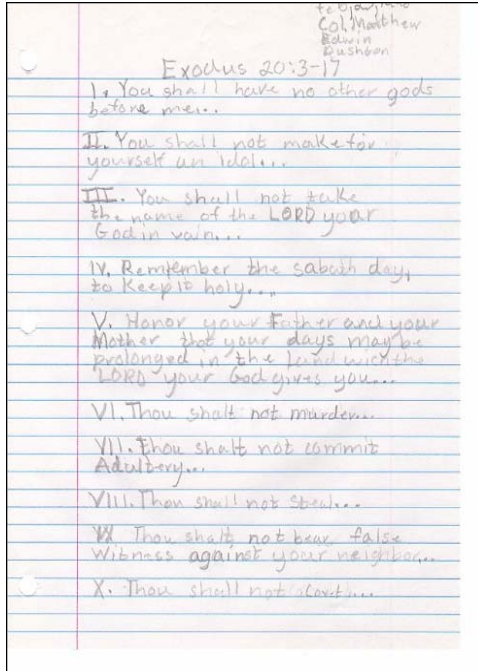 Col. Matthew
Edwin
Dushban
Exodus 20:3-17
I. You shall have no other gods
before me...
II. You shall not make for
yourself an idol...
III. You shall not take
the name of the LORD your
God in vain...
IV. Remember the sabath day,
to Keep it holy...
V. Honor your Father and your
Mother that your days may be
prolonged in the land wich the
LORD your God gives you...
VI. Thou shalt not murder...
VII. Thou shalt not commit
Adultery...
VIII. Thou shall not steal...
IX. Thou shalt not bear false
Witness against your neighbor...
X. Thou shall not covet...